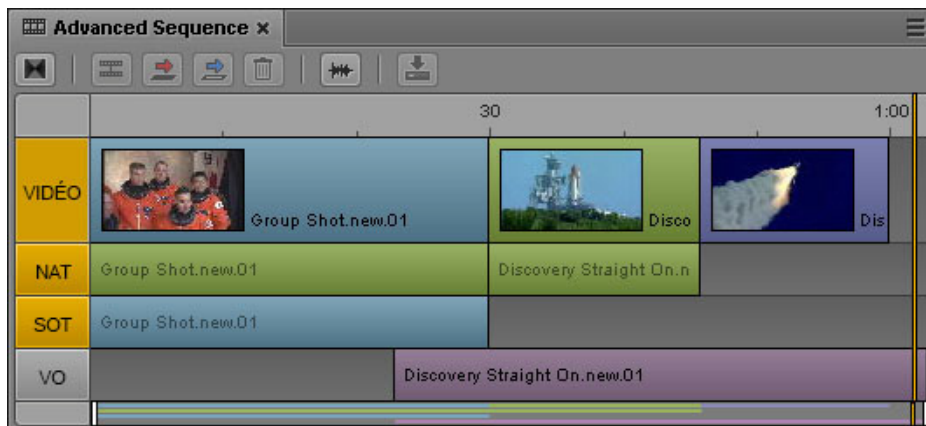 Advanced Sequence x
30
1:00
VIDÉO
Group Shot.new.01
Disco
Dis
NAT
Group Shot.new.01
Discovery Straight On.n
SOT
Group Shot.new.01
VO
Discovery Straight On.new.01